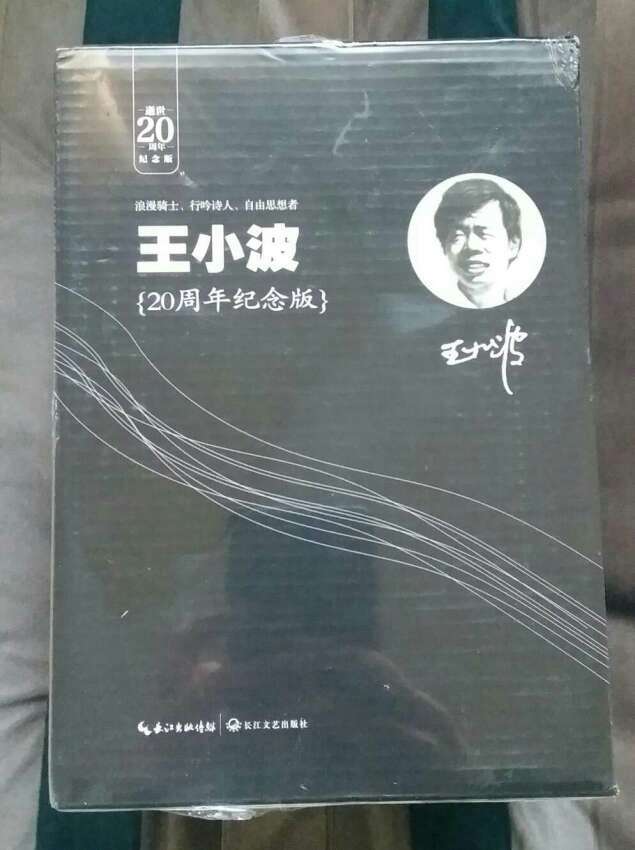 逝世
20
周年
纪念版
浪漫骑士、行吟诗人、自由思想者
王小波
{20周年纪念版}
王小波
长江出版传媒 长江文艺出版社